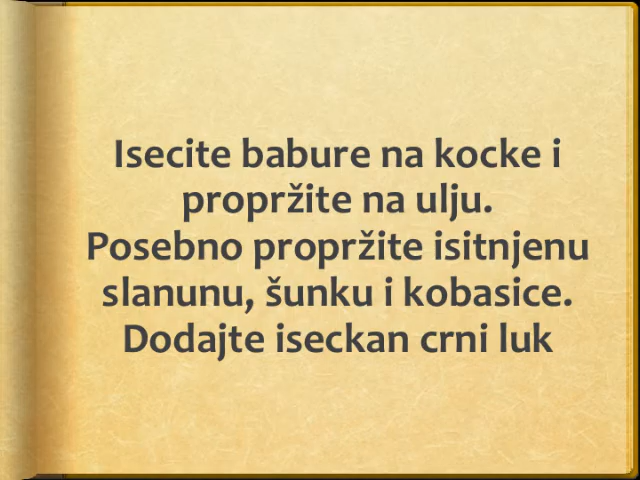 Isecite babure na kocke i
propržite na ulju.
Posebno propržite isitnjenu
slanunu, šunku i kobasice.
Dodajte iseckan crni luk